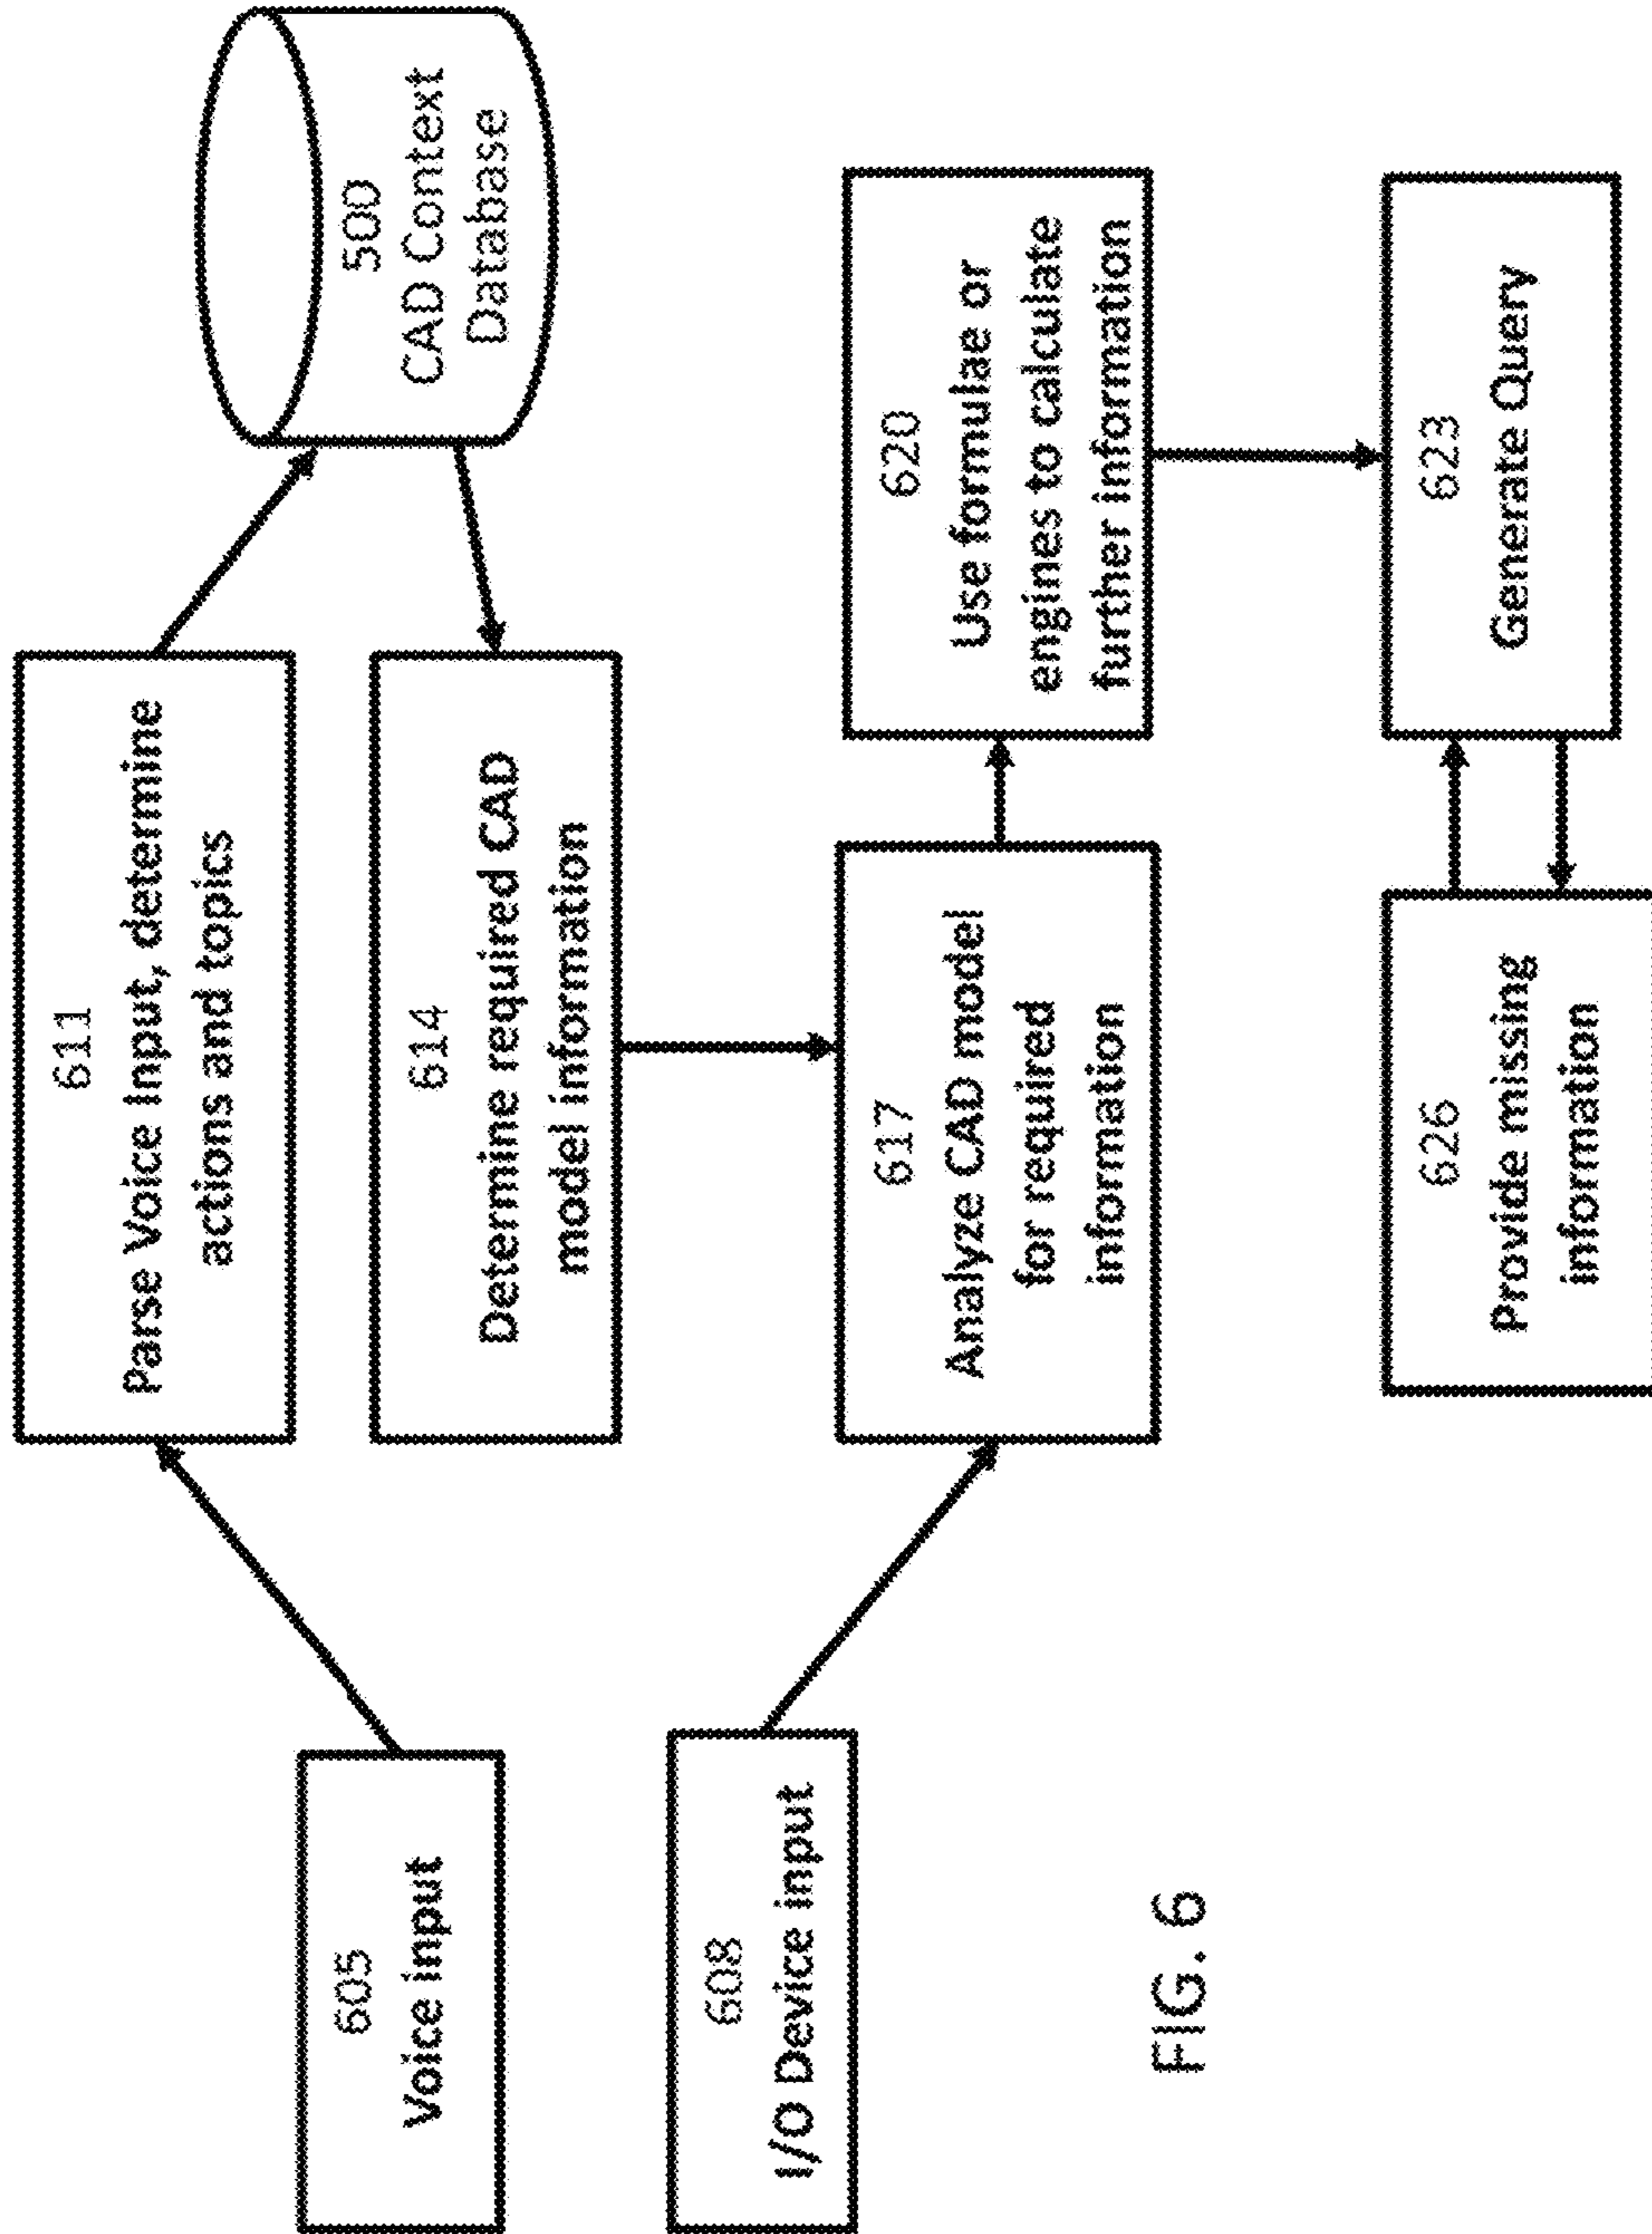 605
Voice input
608
I/O Device input
611
Parse Voice Input, determine
actions and topics
614
Determine required CAD
model information
500
CAD Context
Database
617
Analyze CAD model
for required
information
620
Use formulae or
engines to calculate
further information
626
Provide missing
information
623
Generate Query
FIG. 6